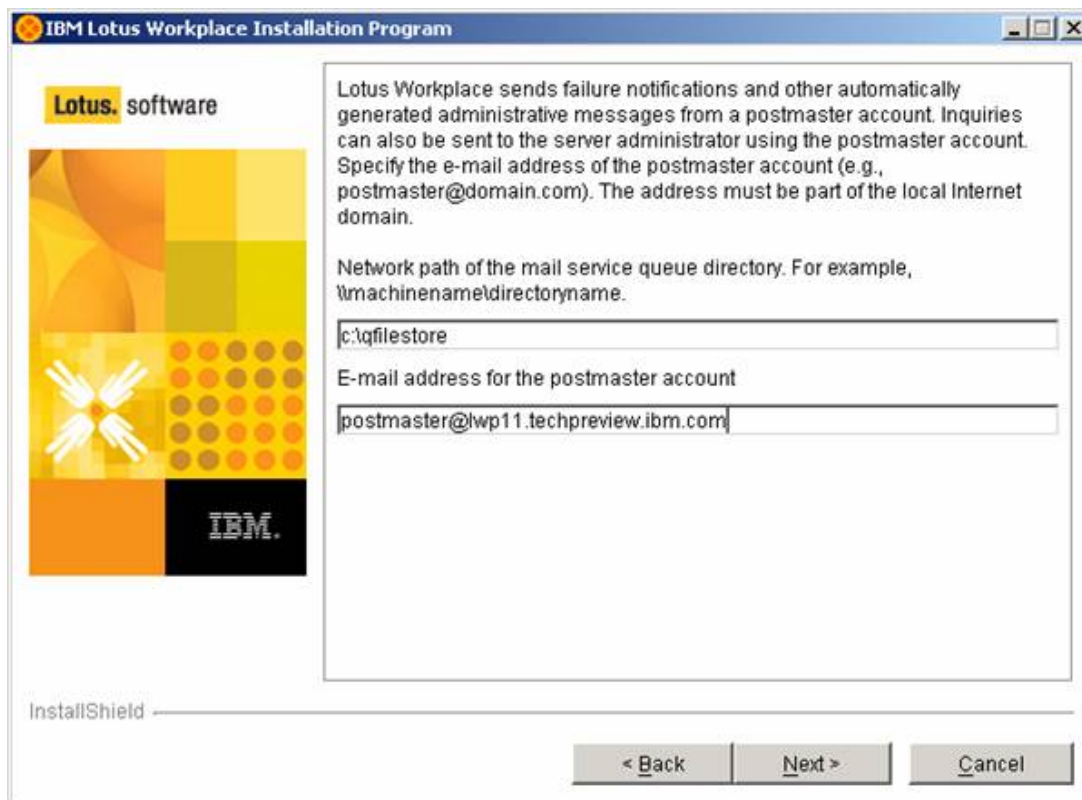 IBM Lotus Workplace Installation Program
Lotus. software
IBM.
Lotus Workplace sends failure notifications and other automatically
generated administrative messages from a postmaster account. Inquiries
can also be sent to the server administrator using the postmaster account.
Specify the e-mail address of the postmaster account (e.g.,
postmaster@domain.com). The address must be part of the local Internet
domain.
Network path of the mail service queue directory. For example,
\\machinename\directoryname.
c:\qfilestore
E-mail address for the postmaster account
postmaster@lwp11.techpreview.ibm.com
InstallShield
< Back
Next >
Cancel